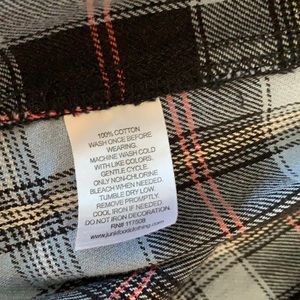 100% COTTON
WASH ONCE BEFORE
WEARING.
MACHINE WASH COLD
WITH LIKE COLORS.
GENTLE CYCLE.
ONLY NON-CHLORINE
BLEACH WHEN NEEDED.
TUMBLE DRY LOW.
REMOVE PROMPTLY.
COOL IRON IF NEEDED
DO NOT IRON DECORATION.
RN# 117508
www.junkfoodclothing.com